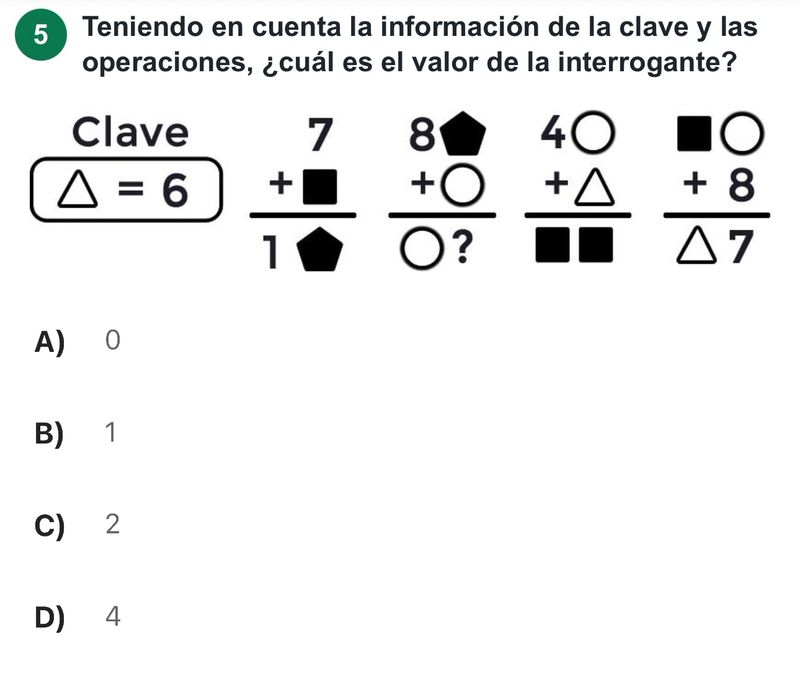 5 Teniendo en cuenta la información de la clave y las
operaciones, ¿cuál es el valor de la interrogante?
Clave
△ = 6
7
+ ■
1 ⬟
8 ⬟
+ ○
○ ?
4 ○
+ △
■ ■
■ ○
+ 8
△ 7
A) 0
B) 1
C) 2
D) 4